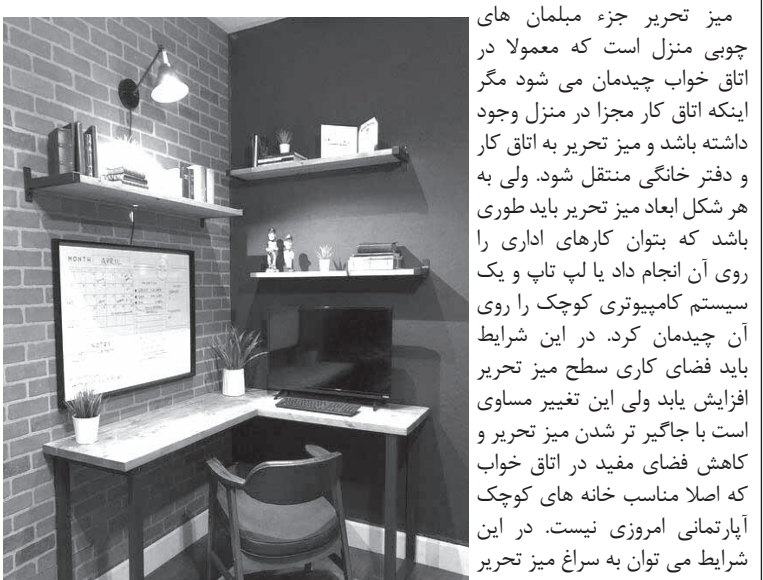 میز تحریر جزء مبلمان های
چوبی منزل است که معمولا در
اتاق خواب چیدمان می شود مگر
اینکه اتاق کار مجزا در منزل وجود
داشته باشد و میز تحریر به اتاق کار
و دفتر خانگی منتقل شود. ولی به
هر شکل ابعاد میز تحریر باید طوری
باشد که بتوان کارهای اداری را
روی آن انجام داد یا لپ تاپ و یک
سیستم کامپیوتری کوچک را روی
آن چیدمان کرد. در این شرایط
باید فضای کاری سطح میز تحریر
افزایش یابد ولی این تغییر مساوی
است با جاگیر تر شدن میز تحریر و
کاهش فضای مفید در اتاق خواب
که اصلا مناسب خانه های کوچک
آپارتمانی امروزی نیست. در این
شرایط می توان به سراغ میز تحریر
MONTH APRIL
NOTES